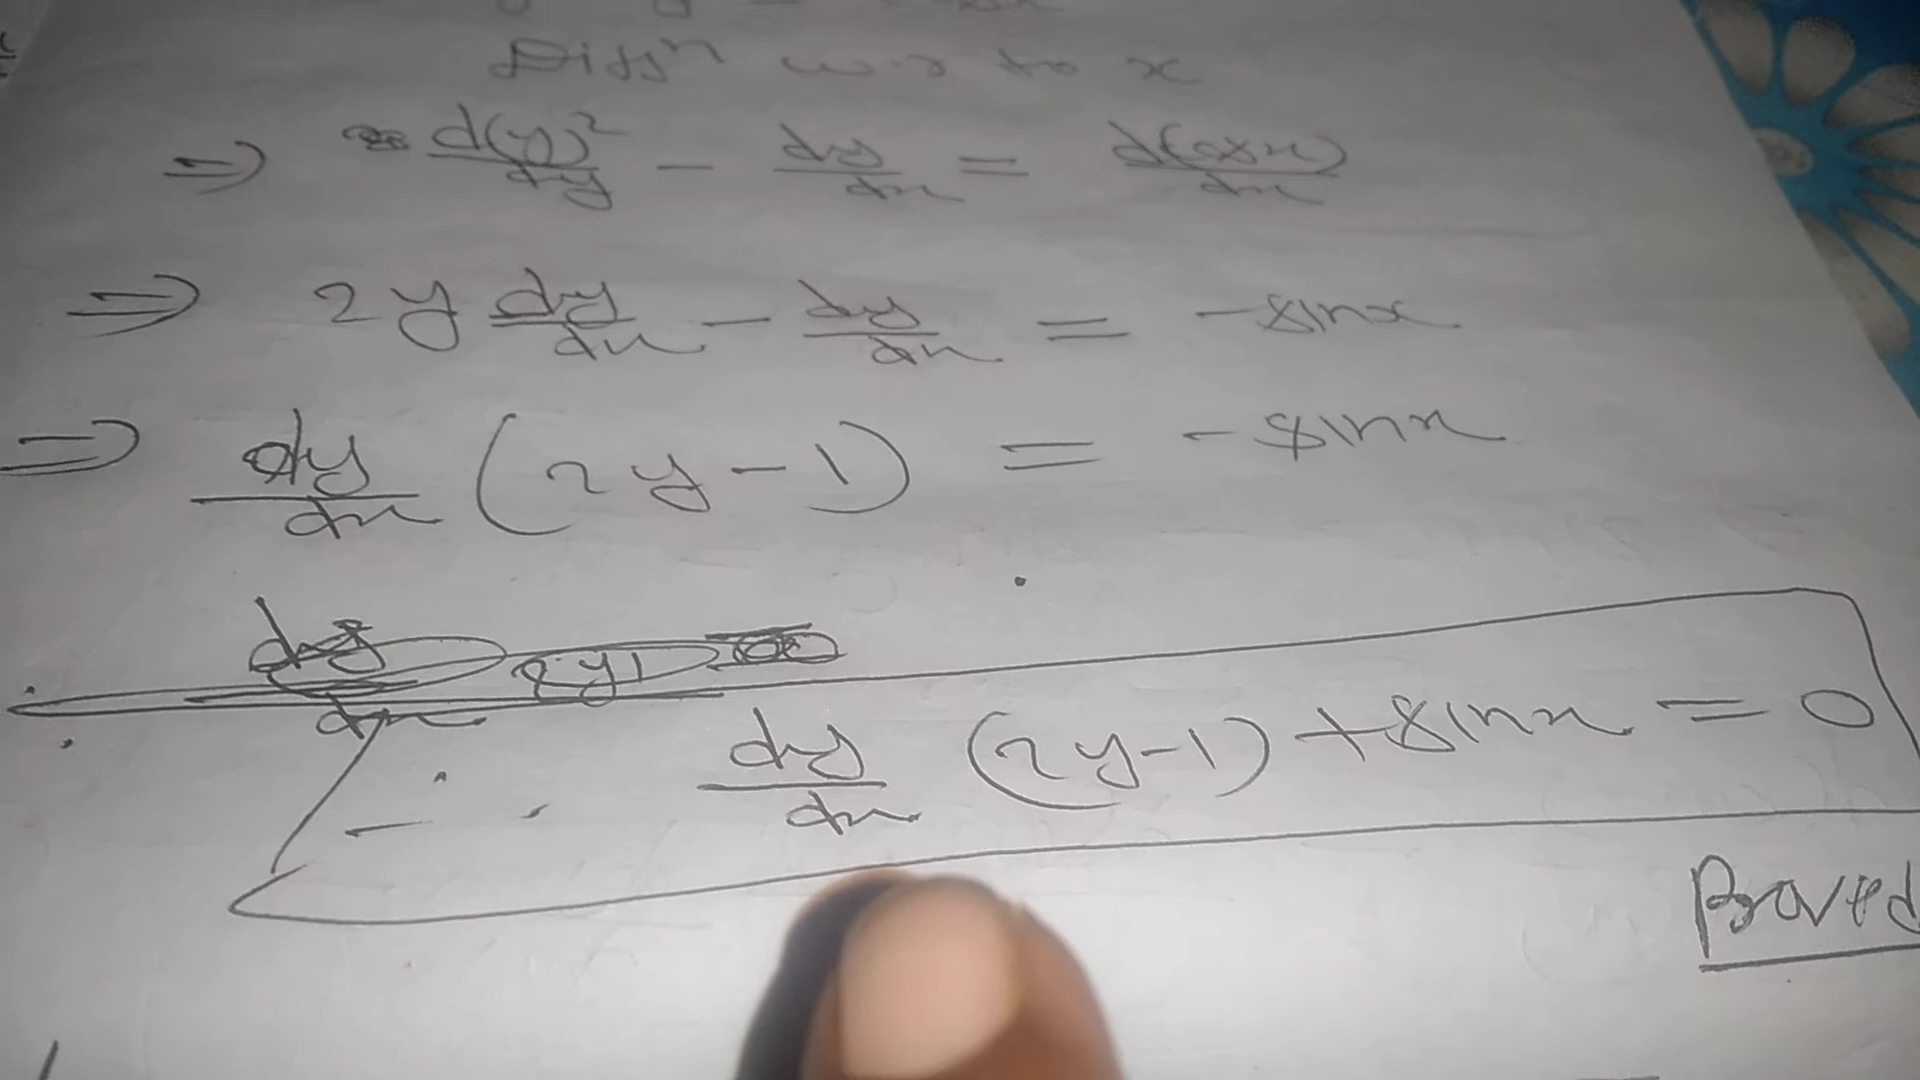 Diffⁿ w.r to x
⇒ d(y)²/dy - dy/dx = d(cosx)/dx
⇒ 2y dy/dx - dy/dx = -sinx
⇒ dy/dx (2y-1) = -sinx
dy/dx (2y-1) + sinx = 0
Proved